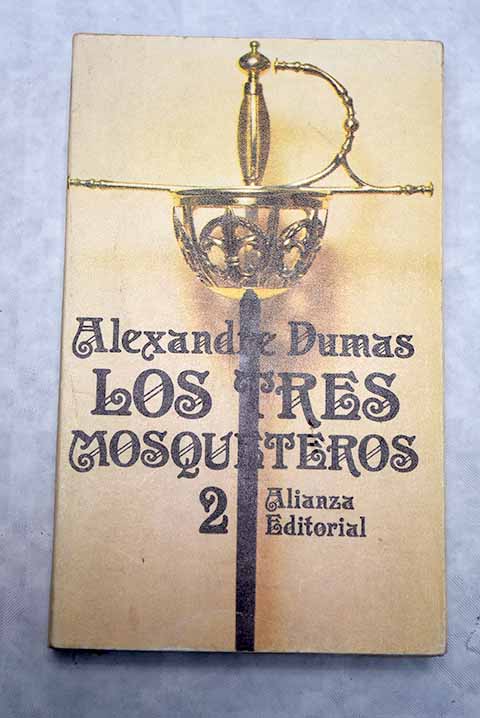 Alexandre Dumas
LOS TRES
MOSQUETEROS
2
Alianza
Editorial